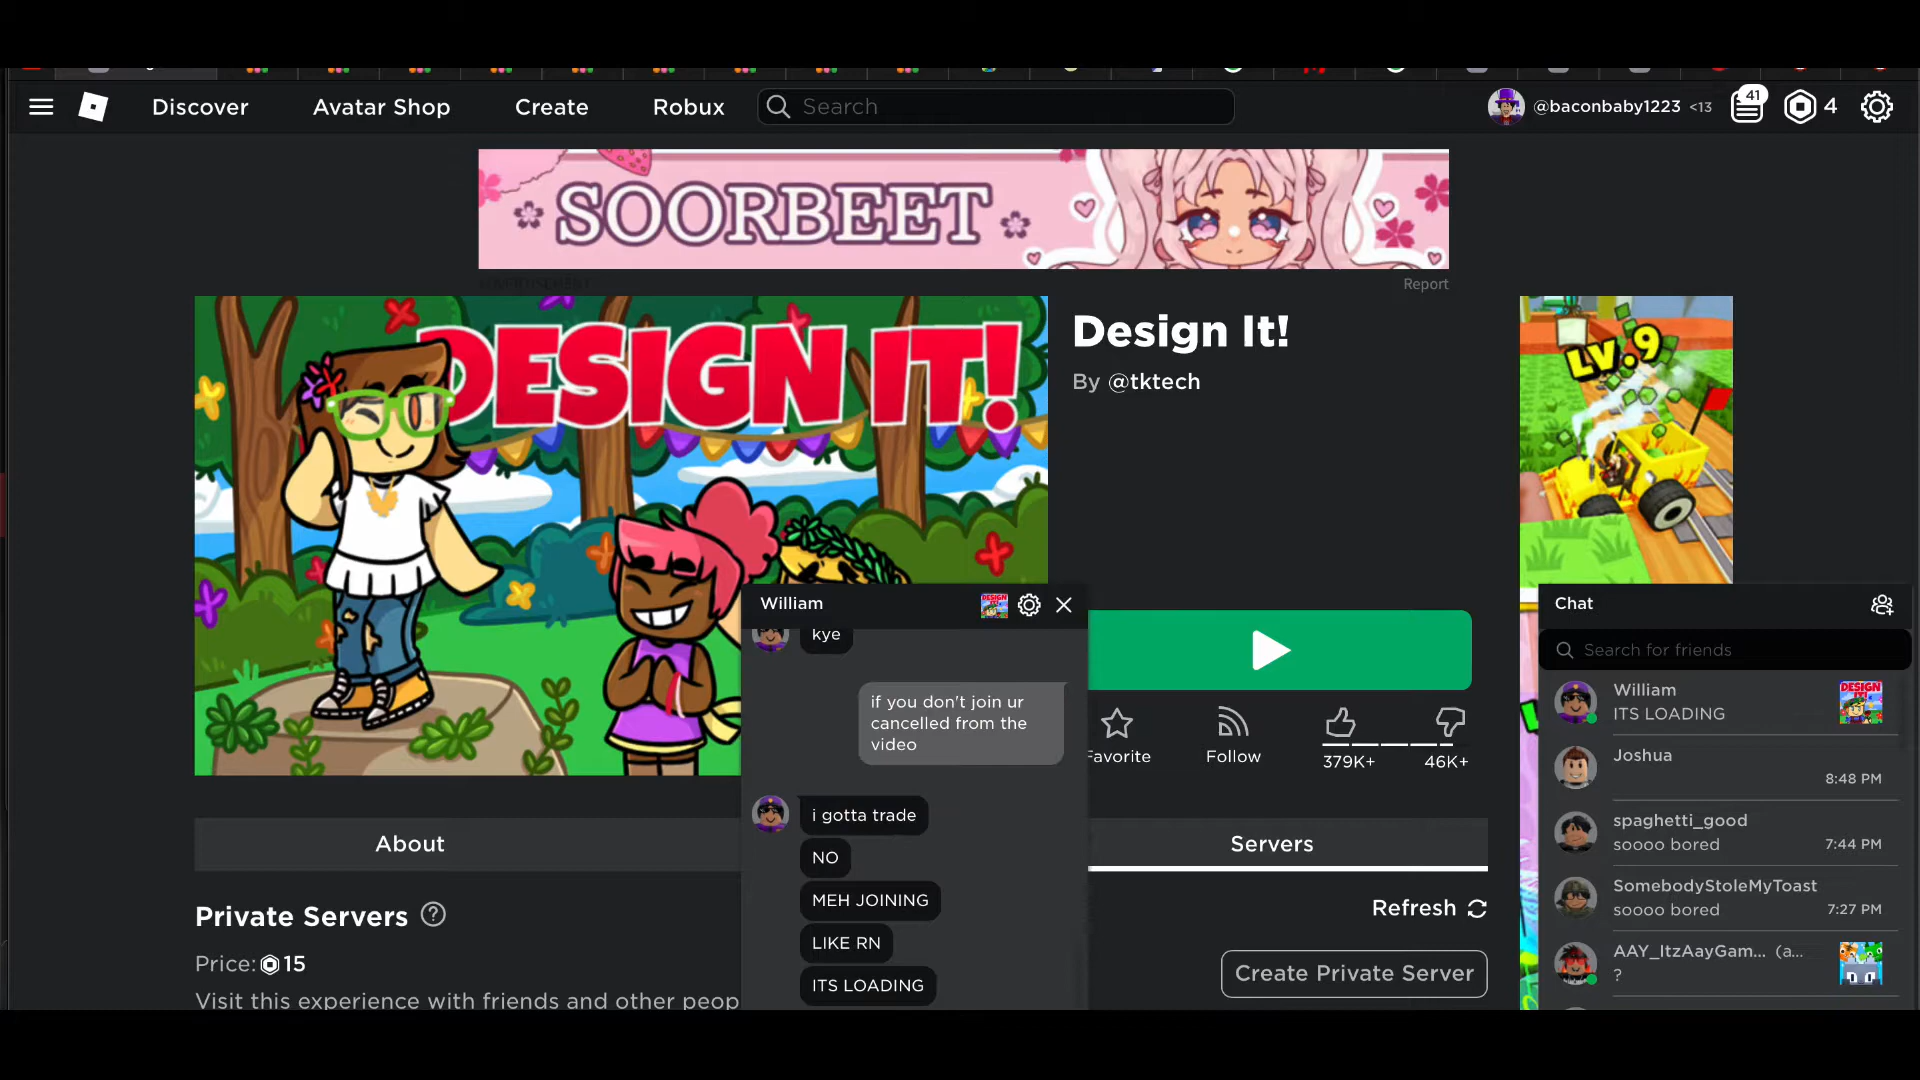 Discover
Avatar Shop
Create
Robux
Search
@baconbaby1223 <13
41
4
SOORBEET
Report
DESIGN IT!
Design It!
By @tktech
LV.9
William
kye
if you don't join ur
cancelled from the
video
i gotta trade
NO
MEH JOINING
LIKE RN
ITS LOADING
Favorite
Follow
379K+
46K+
About
Servers
Private Servers
Refresh
Price: 15
Create Private Server
Visit this experience with friends and other peop
Chat
Search for friends
William
ITS LOADING
DESIGN IT!
Joshua
8:48 PM
spaghetti_good
soooo bored
7:44 PM
SomebodyStoleMyToast
soooo bored
7:27 PM
AAY_ItzAayGam... (a...
?